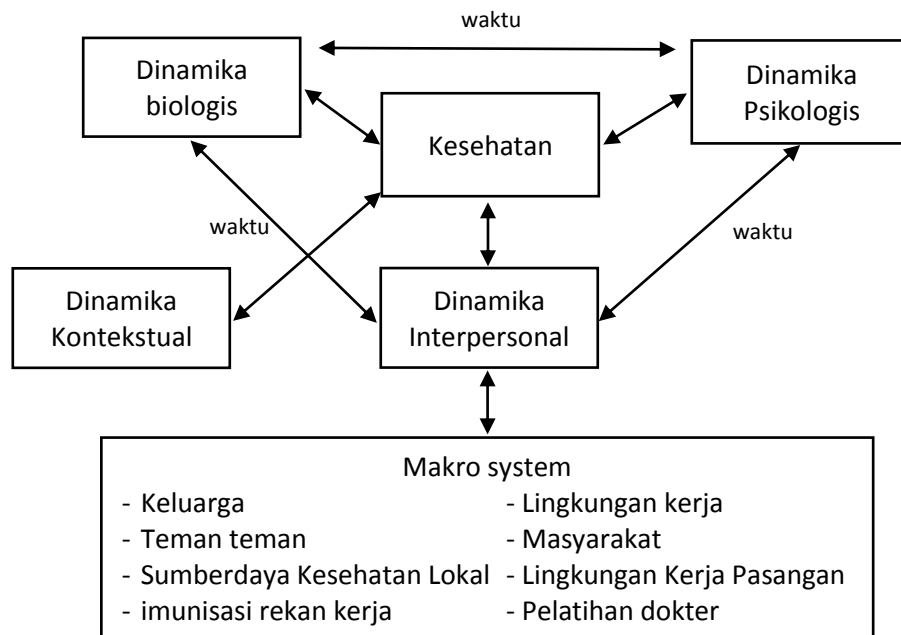 waktu
Dinamika
biologis
Dinamika
Psikologis
Kesehatan
waktu
waktu
Dinamika
Kontekstual
Dinamika
Interpersonal
Makro system
- Keluarga
- Lingkungan kerja
- Teman teman
- Masyarakat
- Sumberdaya Kesehatan Lokal
- Lingkungan Kerja Pasangan
- imunisasi rekan kerja
- Pelatihan dokter